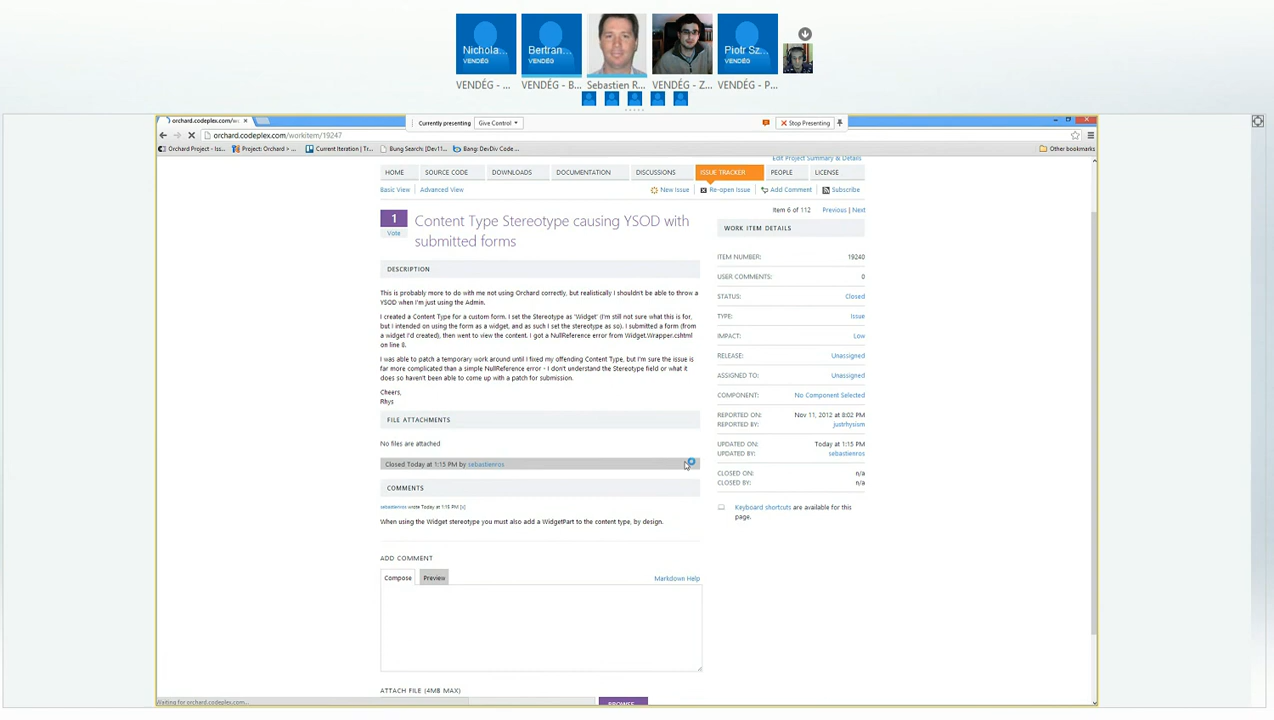 Nichola...
VENDÉG
Bertran...
VENDÉG
Piotr Sz...
VENDÉG
VENDÉG - ...
VENDÉG - B...
Sebastien R...
VENDÉG - Z...
VENDÉG - P...
orchard.codeplex.com/wo
Currently presenting
Give Control
Stop Presenting
orchard.codeplex.com/workitem/19247
Orchard Project - Iss...
Project: Orchard > ...
Current Iteration | Tr...
Bung Search: [Dev11...
Bang: DevDiv Code...
Other bookmarks
Edit Project Summary & Details
HOME
SOURCE CODE
DOWNLOADS
DOCUMENTATION
DISCUSSIONS
ISSUE TRACKER
PEOPLE
LICENSE
Basic View
Advanced View
New Issue
Re-open Issue
Add Comment
Subscribe
Item 6 of 112
Previous | Next
1
Vote
Content Type Stereotype causing YSOD with
submitted forms
DESCRIPTION
This is probably more to do with me not using Orchard correctly, but realistically I shouldn't be able to throw a
YSOD when I'm just using the Admin.
I created a Content Type for a custom form. I set the Stereotype as 'Widget' (I'm still not sure what this is for,
but I intended on using the form as a widget, and as such I set the stereotype as so). I submitted a form (from
a widget I'd created), then went to view the content. I got a NullReference error from Widget.Wrapper.cshtml
on line 8.
I was able to patch a temporary work around until I fixed my offending Content Type, but I'm sure the issue is
far more complicated than a simple NullReference error - I don't understand the Stereotype field or what it
does so haven't been able to come up with a patch for submission.
Cheers,
Rhys
FILE ATTACHMENTS
No files are attached
Closed Today at 1:15 PM by sebastienros
COMMENTS
sebastienros wrote Today at 1:15 PM [x]
When using the Widget stereotype you must also add a WidgetPart to the content type, by design.
ADD COMMENT
Compose
Preview
Markdown Help
ATTACH FILE (4MB MAX)
BROWSE
Waiting for orchard.codeplex.com...
WORK ITEM DETAILS
ITEM NUMBER: 19240
USER COMMENTS: 0
STATUS: Closed
TYPE: Issue
IMPACT: Low
RELEASE: Unassigned
ASSIGNED TO: Unassigned
COMPONENT: No Component Selected
REPORTED ON: Nov 11, 2012 at 8:02 PM
REPORTED BY: justrhysism
UPDATED ON: Today at 1:15 PM
UPDATED BY: sebastienros
CLOSED ON: n/a
CLOSED BY: n/a
Keyboard shortcuts are available for this
page.